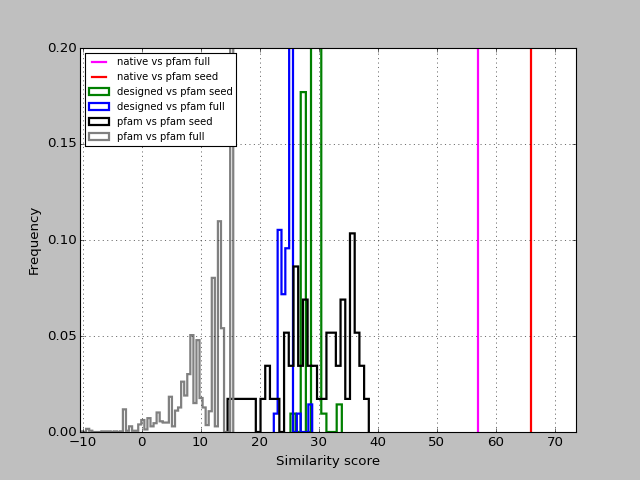 0.20
native vs pfam full
native vs pfam seed
designed vs pfam seed
designed vs pfam full
pfam vs pfam seed
pfam vs pfam full
0.15
0.10
0.05
0.00
Frequency
−10 0 10 20 30 40 50 60 70
Similarity score